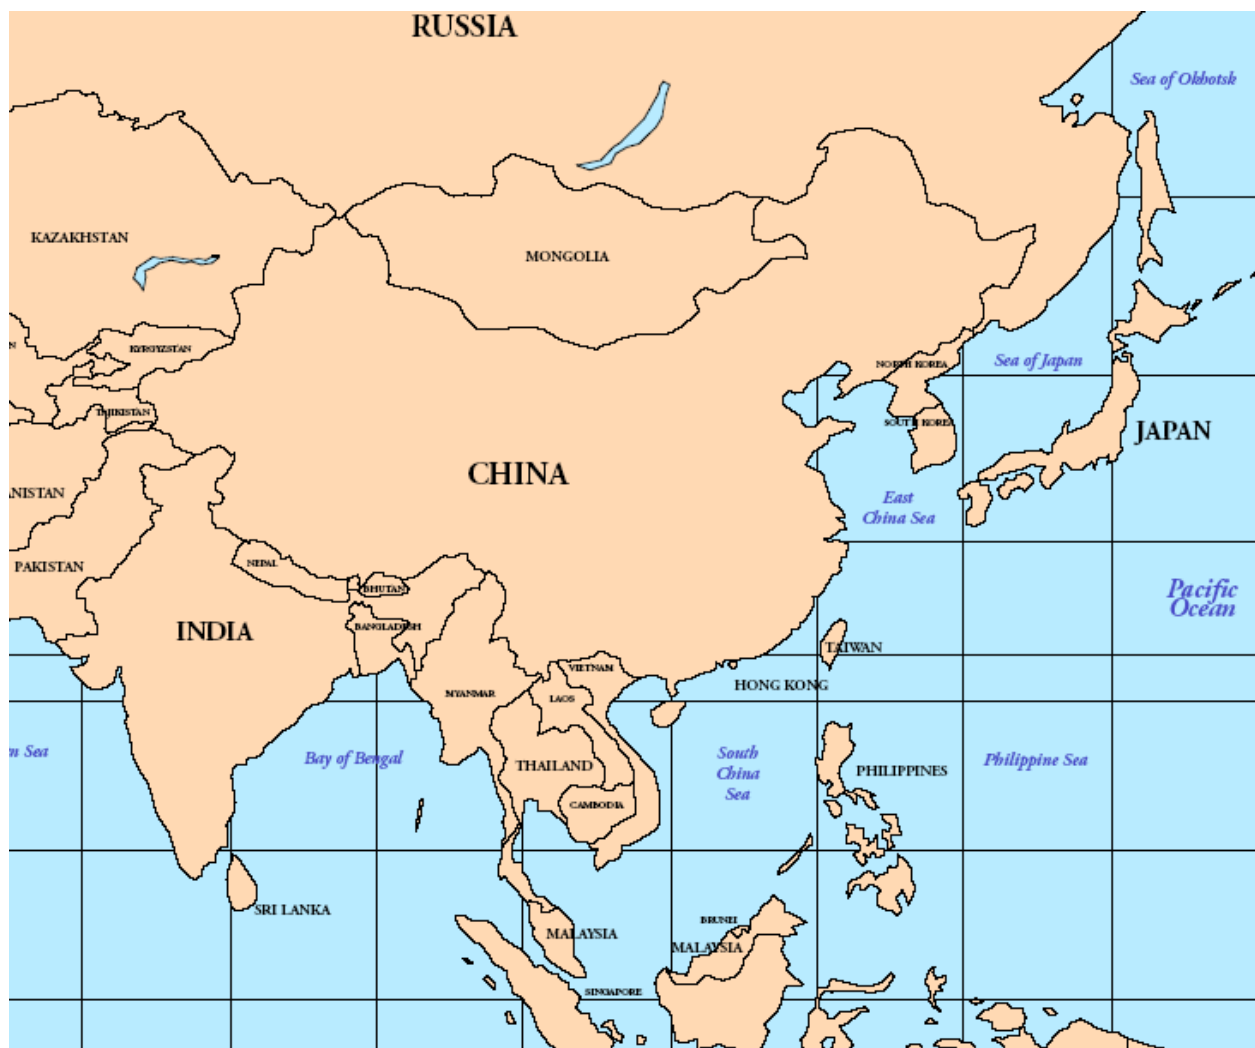 RUSSIA
Sea of Okhotsk
KAZAKHSTAN
MONGOLIA
N
KYRGYZSTAN
NORTH KOREA
Sea of Japan
TAJIKISTAN
SOUTH KOREA
JAPAN
CHINA
ANISTAN
East
China Sea
PAKISTAN
NEPAL
BHUTAN
Pacific
Ocean
BANGLADESH
INDIA
TAIWAN
VIETNAM
HONG KONG
MYANMAR
LAOS
n Sea
Bay of Bengal
South
China
Sea
Philippine Sea
THAILAND
PHILIPPINES
CAMBODIA
SRI LANKA
BRUNEI
MALAYSIA
MALAYSIA
SINGAPORE